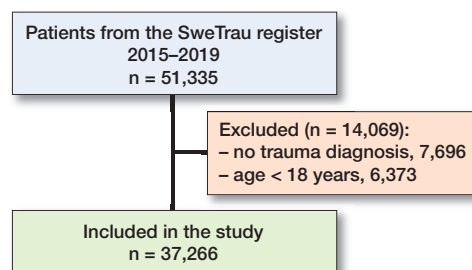 Patients from the SweTrau register
2015–2019
n = 51,335
Excluded (n = 14,069):
– no trauma diagnosis, 7,696
– age < 18 years, 6,373
Included in the study
n = 37,266